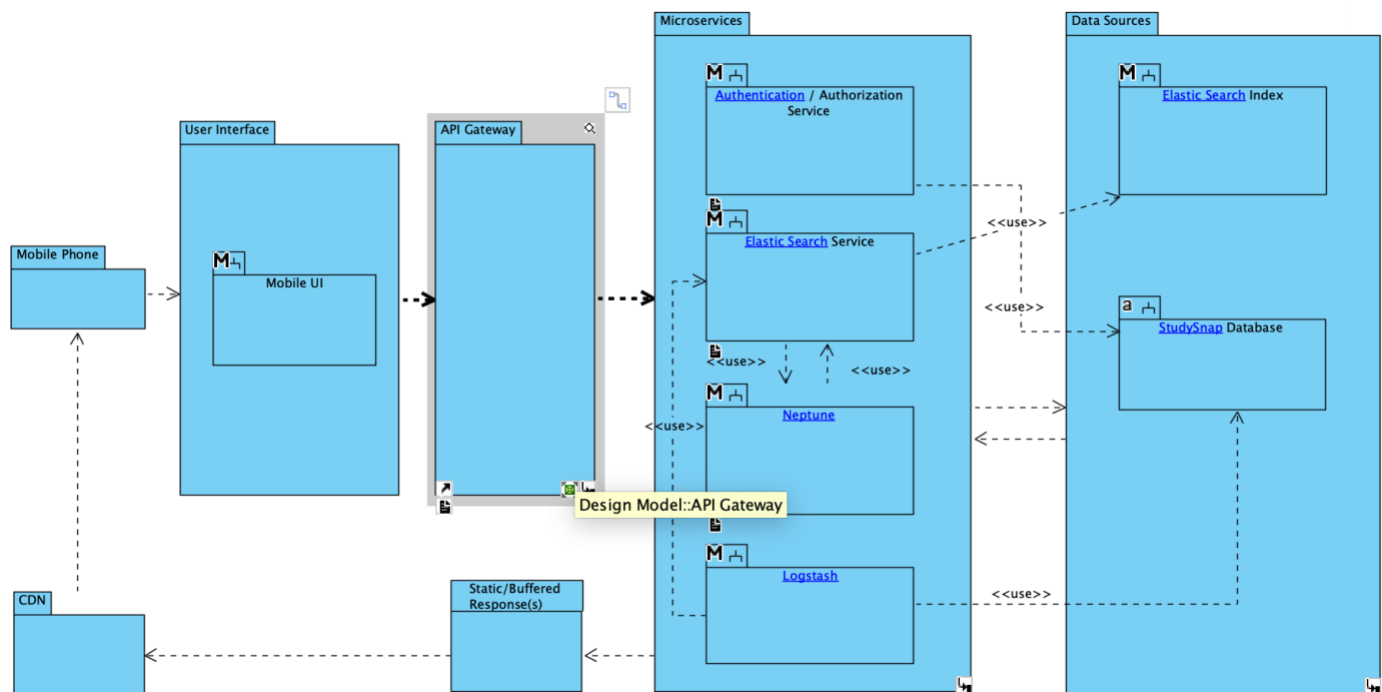 Microservices
Data Sources
M
Authentication / Authorization
Service
M
Elastic Search Index
User Interface
API Gateway
<<use>>
M
Elastic Search Service
Mobile Phone
M
Mobile UI
<<use>>
a
StudySnap Database
<<use>>
<<use>>
M
Neptune
<<use>>
Design Model::API Gateway
M
Logstash
Static/Buffered
Response(s)
CDN
<<use>>